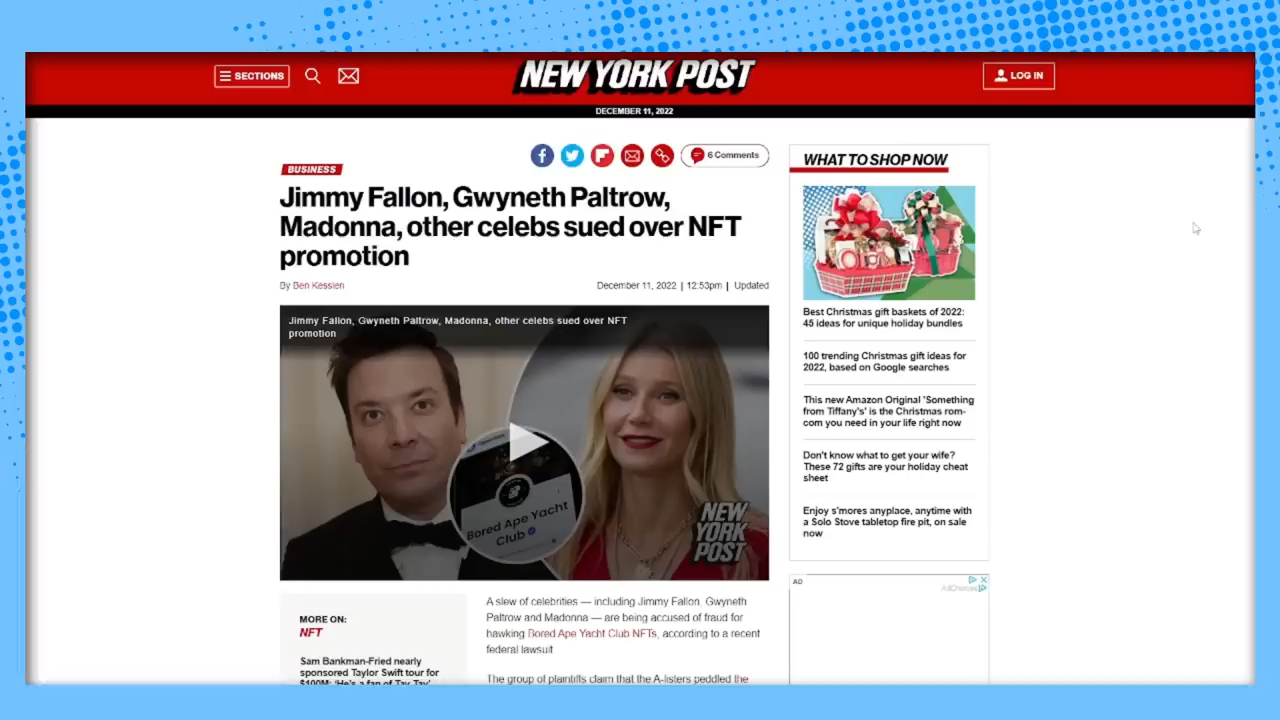 SECTIONS
NEW YORK POST
LOG IN
DECEMBER 11, 2022
6 Comments
BUSINESS
Jimmy Fallon, Gwyneth Paltrow,
Madonna, other celebs sued over NFT
promotion
By Ben Kesslen
December 11, 2022 | 12:53pm | Updated
Jimmy Fallon, Gwyneth Paltrow, Madonna, other celebs sued over NFT
promotion
Bored Ape Yacht
Club
NEW
YORK
POST
MORE ON:
NFT
Sam Bankman-Fried nearly
sponsored Taylor Swift tour for
$100M: 'He's a fan of Tay Tay'
A slew of celebrities — including Jimmy Fallon, Gwyneth
Paltrow and Madonna — are being accused of fraud for
hawking Bored Ape Yacht Club NFTs, according to a recent
federal lawsuit
The group of plaintiffs claim that the A-listers peddled the
WHAT TO SHOP NOW
Best Christmas gift baskets of 2022:
45 ideas for unique holiday bundles
100 trending Christmas gift ideas for
2022, based on Google searches
This new Amazon Original 'Something
from Tiffany's' is the Christmas rom-
com you need in your life right now
Don't know what to get your wife?
These 72 gifts are your holiday cheat
sheet
Enjoy s'mores anyplace, anytime with
a Solo Stove tabletop fire pit, on sale
now
AD
AdChoices